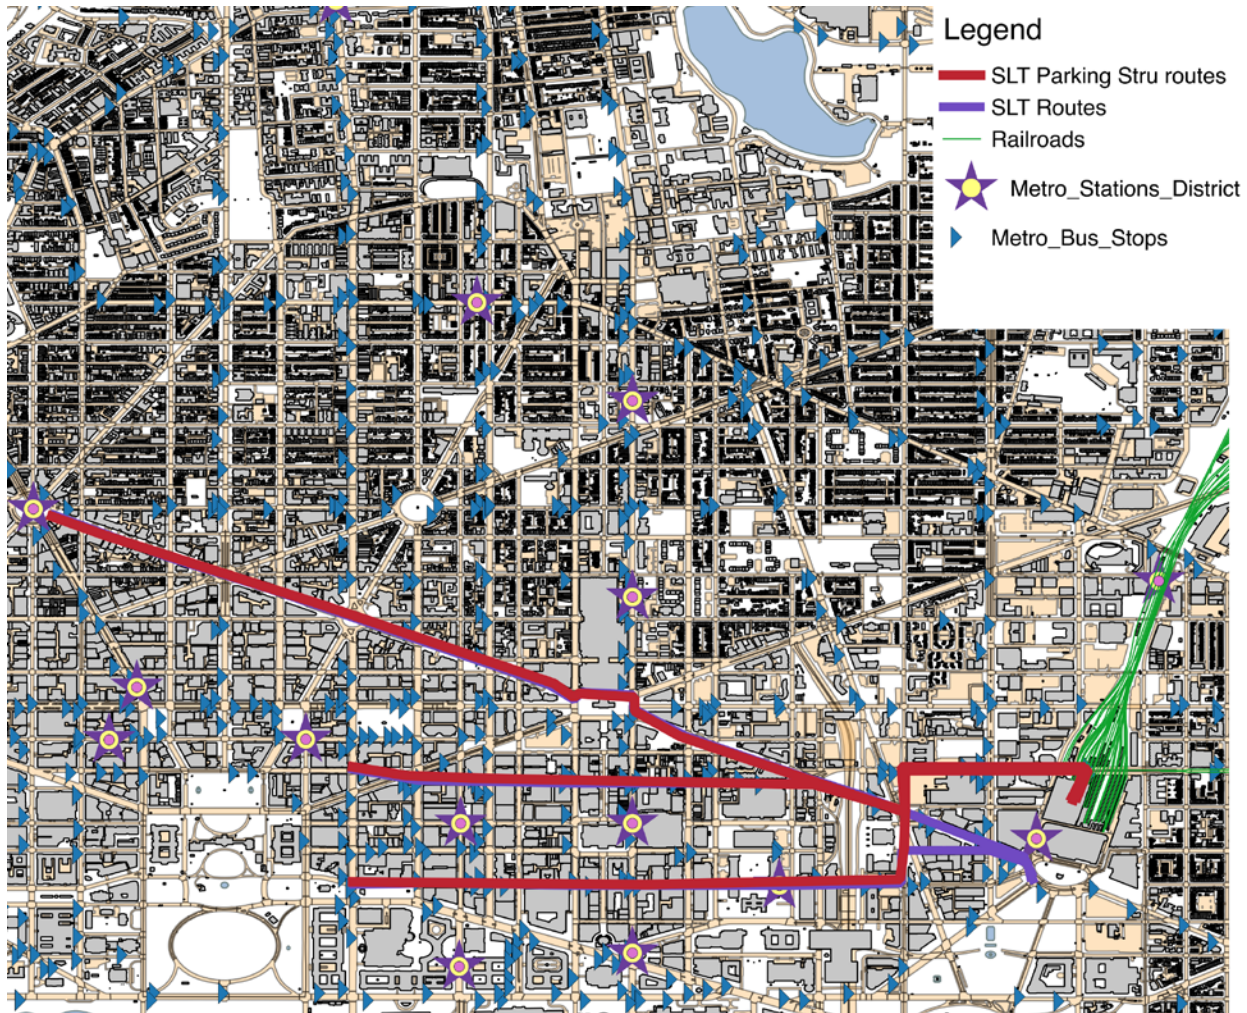 Legend
SLT Parking Stru routes
SLT Routes
Railroads
Metro_Stations_District
Metro_Bus_Stops